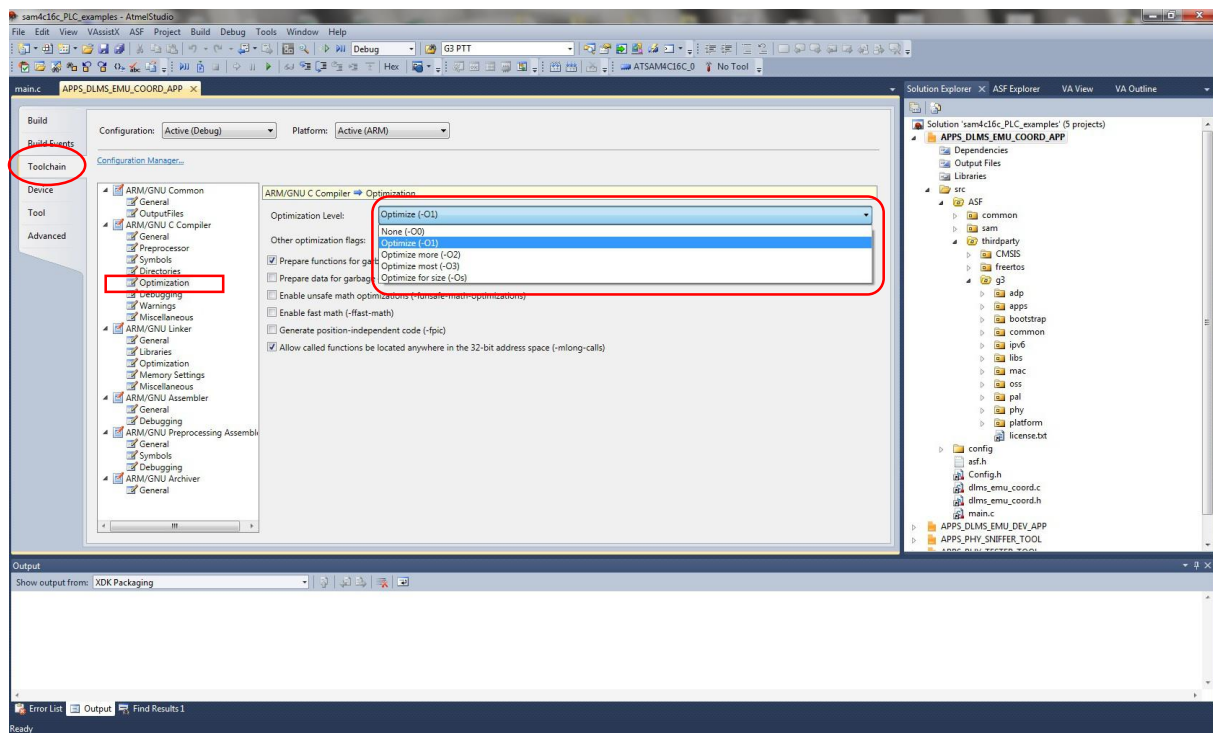 sam4c16c_PLC_examples - AtmelStudio
File Edit View VAssistX ASF Project Build Debug Tools Window Help
Debug G3 PTT
Hex ATSAM4C16C_0 No Tool
main.c APPS_DLMS_EMU_COORD_APP
Build
Build Events
Toolchain
Device
Tool
Advanced
Configuration: Active (Debug) Platform: Active (ARM)
Configuration Manager...
ARM/GNU Common
General
OutputFiles
ARM/GNU C Compiler
General
Preprocessor
Symbols
Directories
Optimization
Debugging
Warnings
Miscellaneous
ARM/GNU Linker
General
Libraries
Optimization
Memory Settings
Miscellaneous
ARM/GNU Assembler
General
Debugging
ARM/GNU Preprocessing Assembl
General
Symbols
Debugging
ARM/GNU Archiver
General
ARM/GNU C Compiler Optimization
Optimization Level: Optimize (-O1)
None (-O0)
Optimize (-O1)
Optimize more (-O2)
Optimize most (-O3)
Optimize for size (-Os)
Other optimization flags:
Prepare functions for garb
Prepare data for garbage
Enable unsafe math optimizations (-funsafe-math-optimizations)
Enable fast math (-ffast-math)
Generate position-independent code (-fpic)
Allow called functions be located anywhere in the 32-bit address space (-mlong-calls)
Solution Explorer ASF Explorer VA View VA Outline
Solution 'sam4c16c_PLC_examples' (5 projects)
APPS_DLMS_EMU_COORD_APP
Dependencies
Output Files
Libraries
src
ASF
common
sam
thirdparty
CMSIS
freertos
g3
adp
apps
bootstrap
common
ipv6
libs
mac
oss
pal
phy
platform
license.txt
config
asf.h
Config.h
dlms_emu_coord.c
dlms_emu_coord.h
main.c
APPS_DLMS_EMU_DEV_APP
APPS_PHY_SNIFFER_TOOL
APPS_PHY_TESTER_TOOL
Output
Show output from: XDK Packaging
Error List Output Find Results 1
Ready